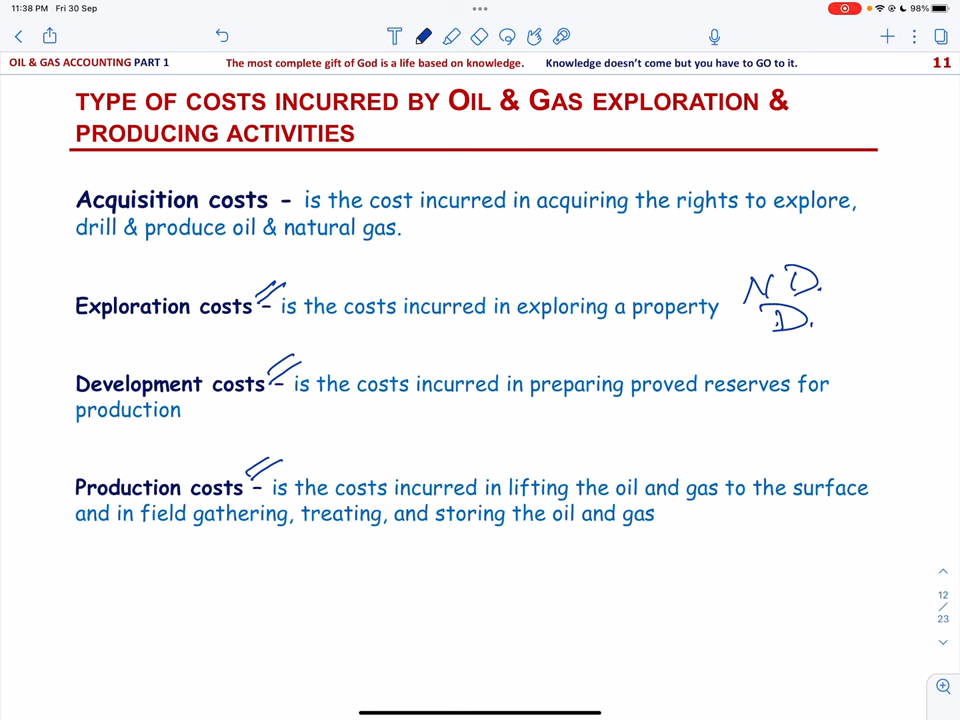 11:38 PM Fri 30 Sep
98%
OIL & GAS ACCOUNTING PART 1 The most complete gift of God is a life based on knowledge. Knowledge doesn't come but you have to GO to it. 11
TYPE OF COSTS INCURRED BY OIL & GAS EXPLORATION &
PRODUCING ACTIVITIES
Acquisition costs - is the cost incurred in acquiring the rights to explore,
drill & produce oil & natural gas.
N D.
Exploration costs - is the costs incurred in exploring a property
D.
Development costs - is the costs incurred in preparing proved reserves for
production
Production costs - is the costs incurred in lifting the oil and gas to the surface
and in field gathering, treating, and storing the oil and gas
12
/
23